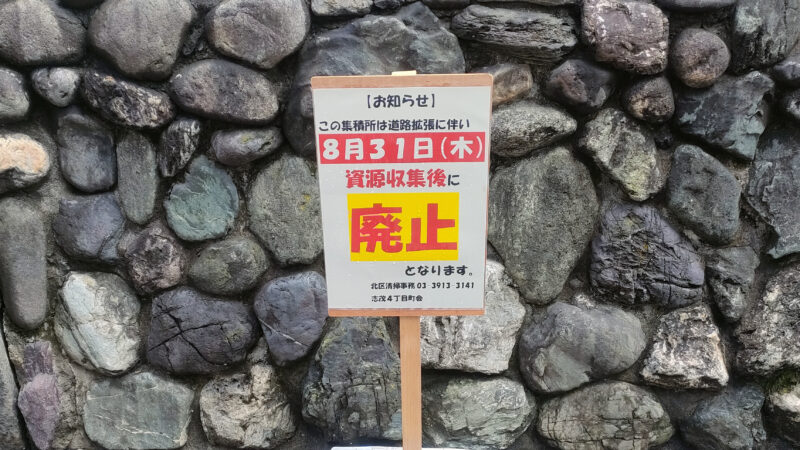 【お知らせ】
この集積所は道路拡張に伴い
8月31日(木)
資源収集後に
廃止
となります。
北区清掃事務 03-3913-3141
志茂4丁目町会